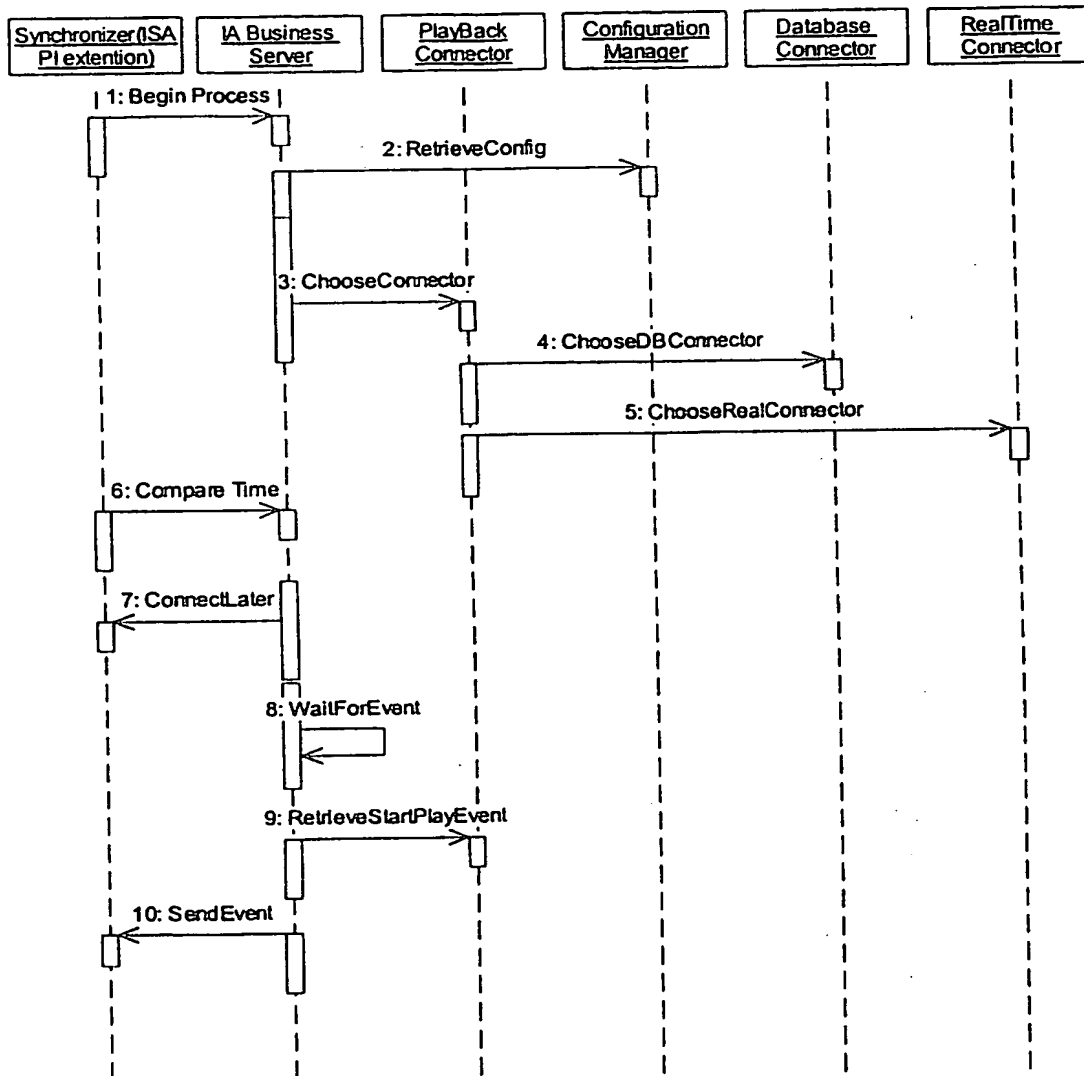 Synchronizer(ISA
PI extention)
IA Business
Server
PlayBack
Connector
Configuration
Manager
Database
Connector
RealTime
Connector
1: Begin Process
2: RetrieveConfig
3: ChooseConnector
4: ChooseDBConnector
5: ChooseRealConnector
6: Compare Time
7: ConnectLater
8: WaitForEvent
9: RetrieveStartPlayEvent
10: SendEvent